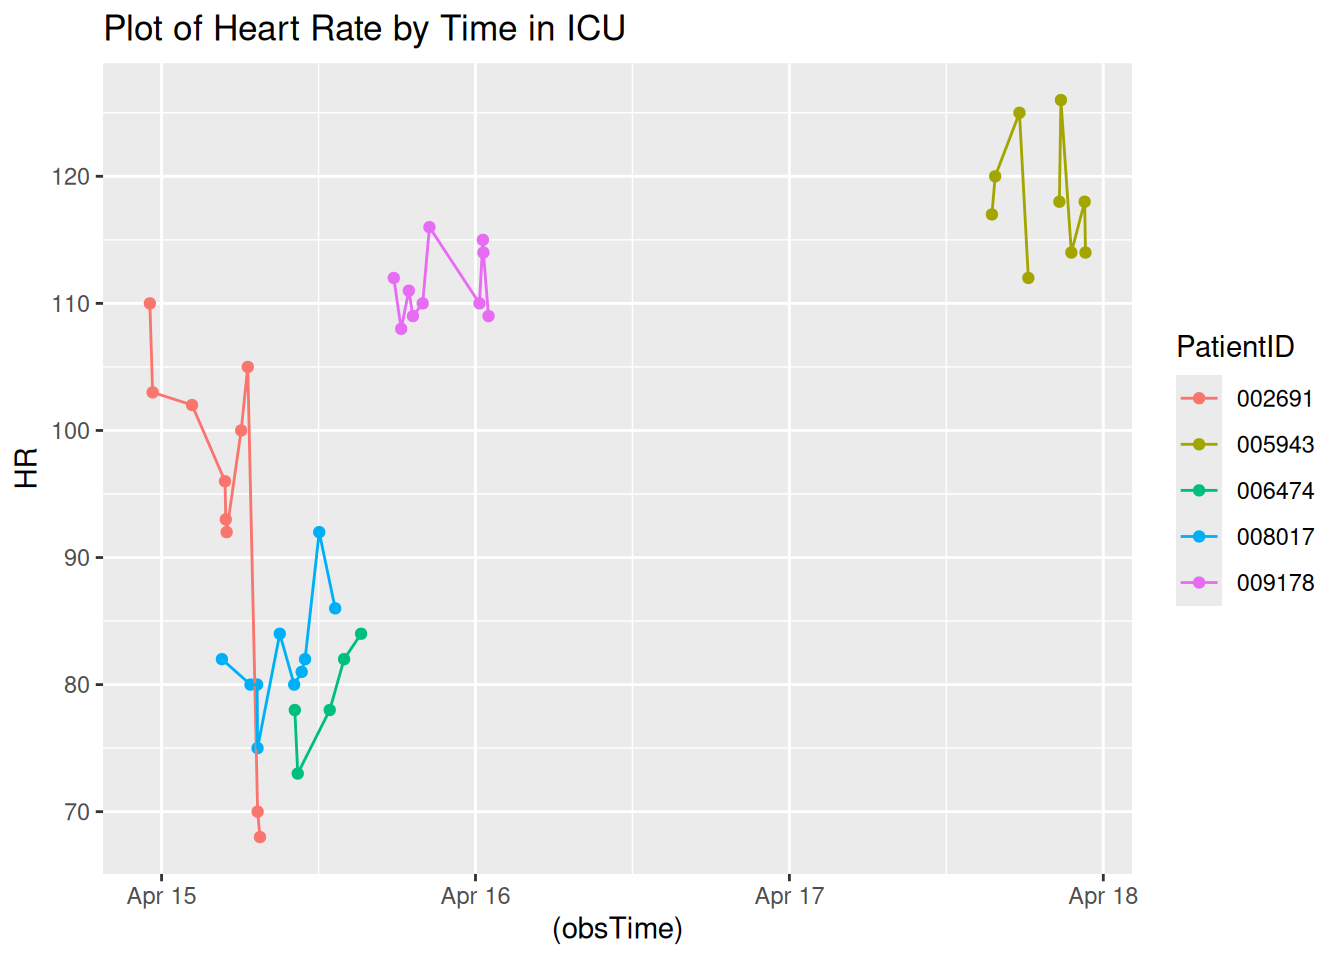 Plot of Heart Rate by Time in ICU
HR
120
110
100
90
80
70
Apr 15
Apr 16
Apr 17
Apr 18
(obsTime)
PatientID
002691
005943
006474
008017
009178